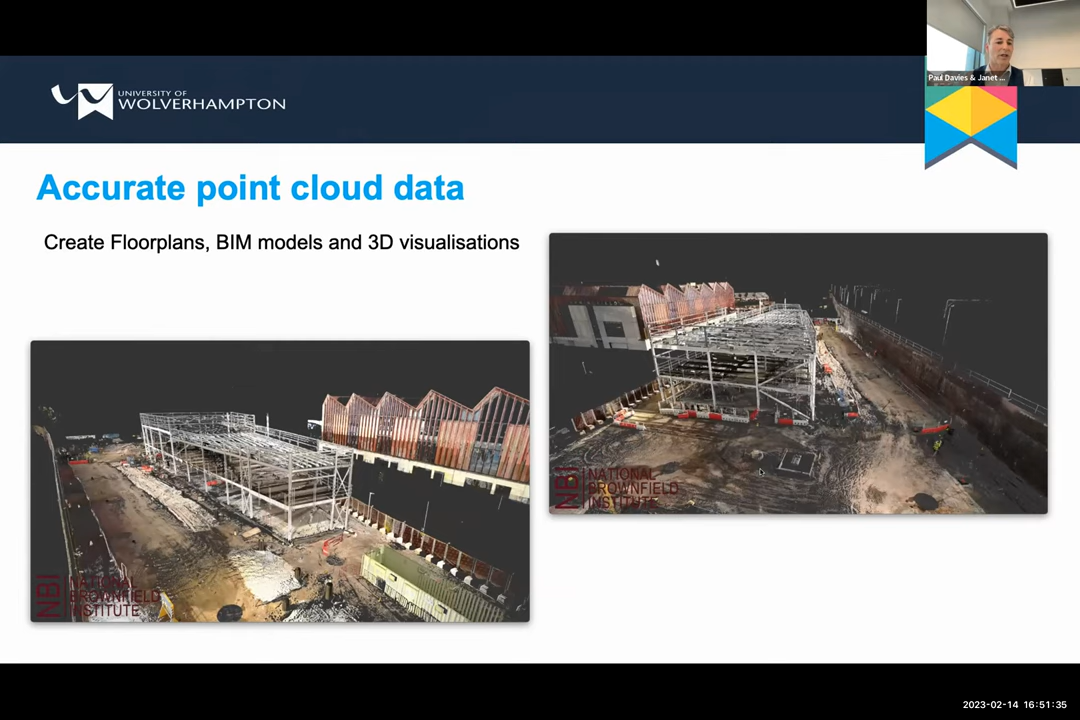 Paul Davies & Janet ...
UNIVERSITY OF
WOLVERHAMPTON
Accurate point cloud data
Create Floorplans, BIM models and 3D visualisations
NBI
NATIONAL
BROWNFIELD
INSTITUTE
NBI
NATIONAL
BROWNFIELD
INSTITUTE
2023-02-14 16:51:35